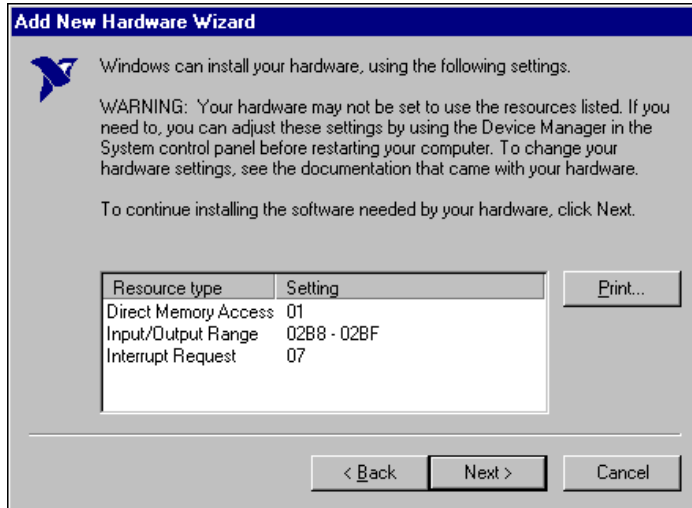 Add New Hardware Wizard
Windows can install your hardware, using the following settings.
WARNING: Your hardware may not be set to use the resources listed. If you
need to, you can adjust these settings by using the Device Manager in the
System control panel before restarting your computer. To change your
hardware settings, see the documentation that came with your hardware.
To continue installing the software needed by your hardware, click Next.
Resource type Setting
Direct Memory Access 01
Input/Output Range 02B8 - 02BF
Interrupt Request 07
Print...
< Back Next > Cancel